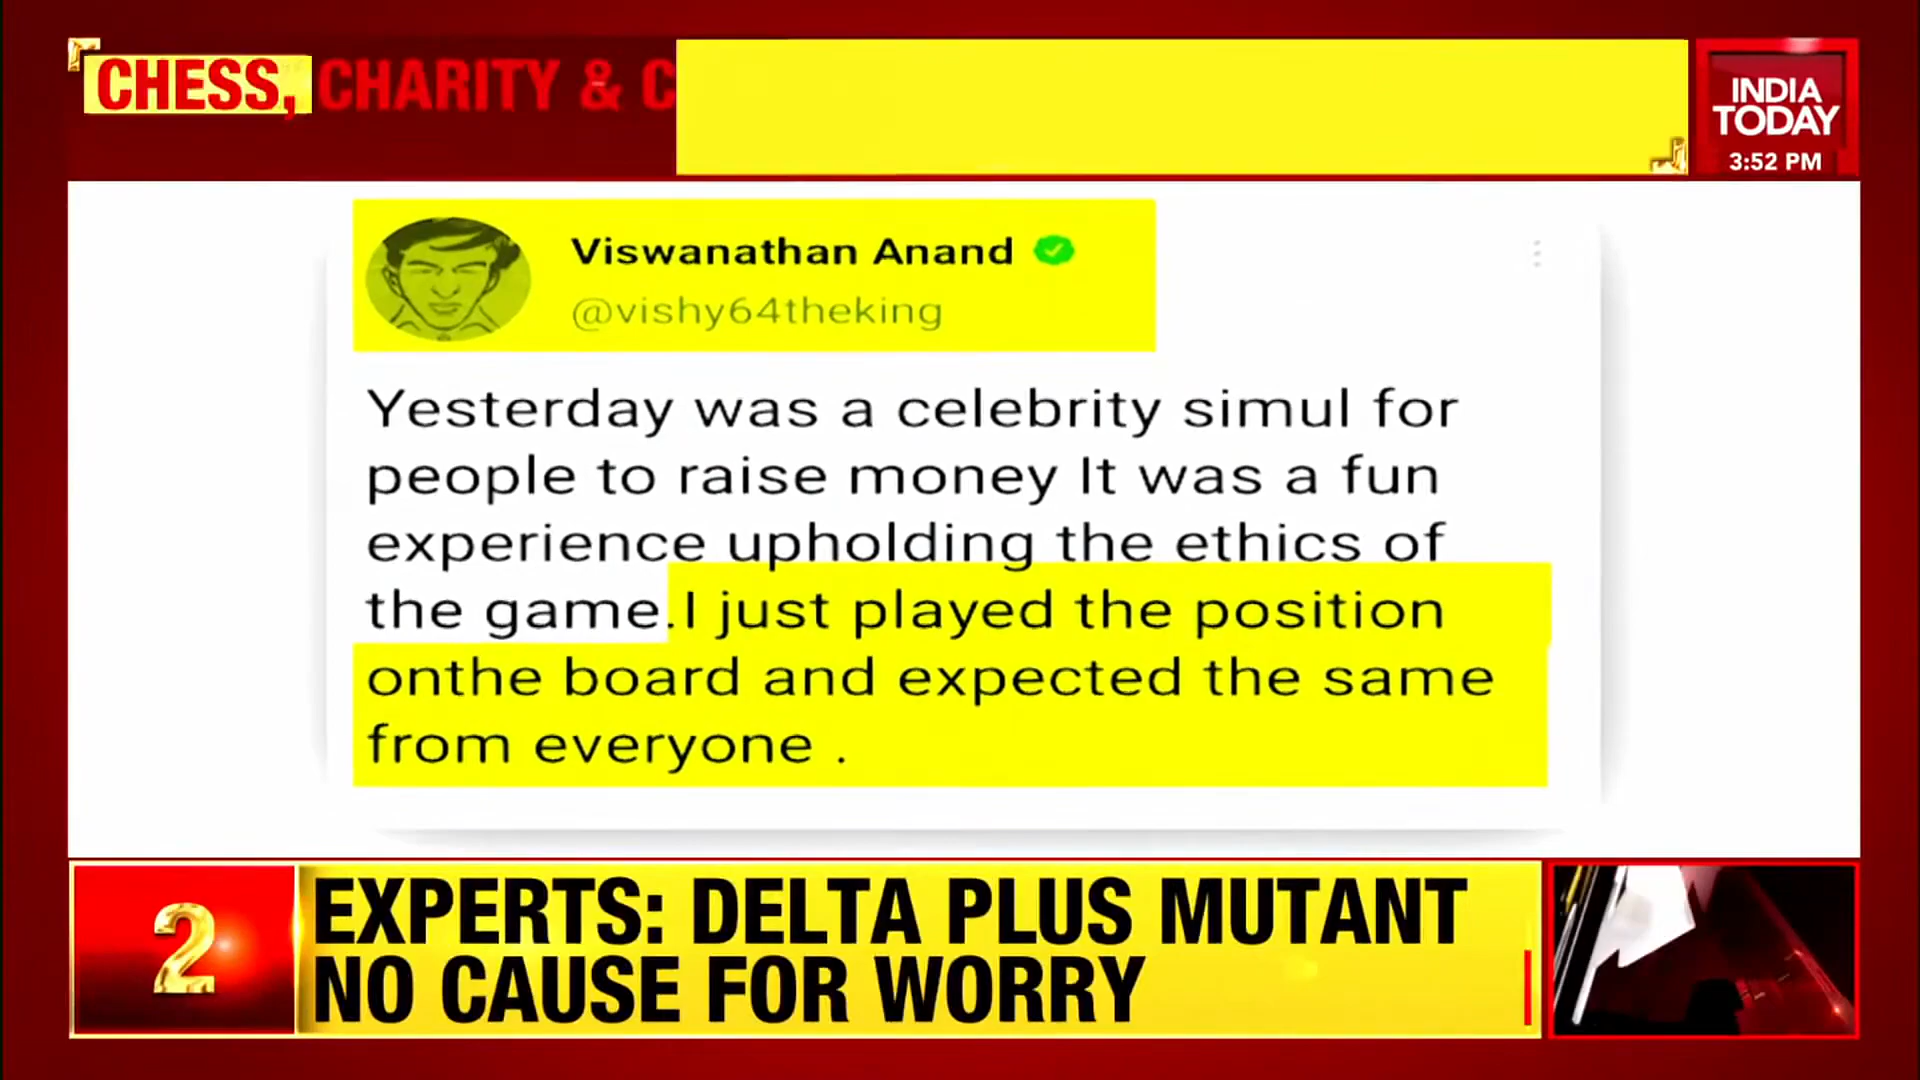 CHESS, CHARITY & C
INDIA
TODAY
3:52 PM
Viswanathan Anand
@vishy64theking
Yesterday was a celebrity simul for
people to raise money It was a fun
experience upholding the ethics of
the game.I just played the position
onthe board and expected the same
from everyone .
2
EXPERTS: DELTA PLUS MUTANT
NO CAUSE FOR WORRY